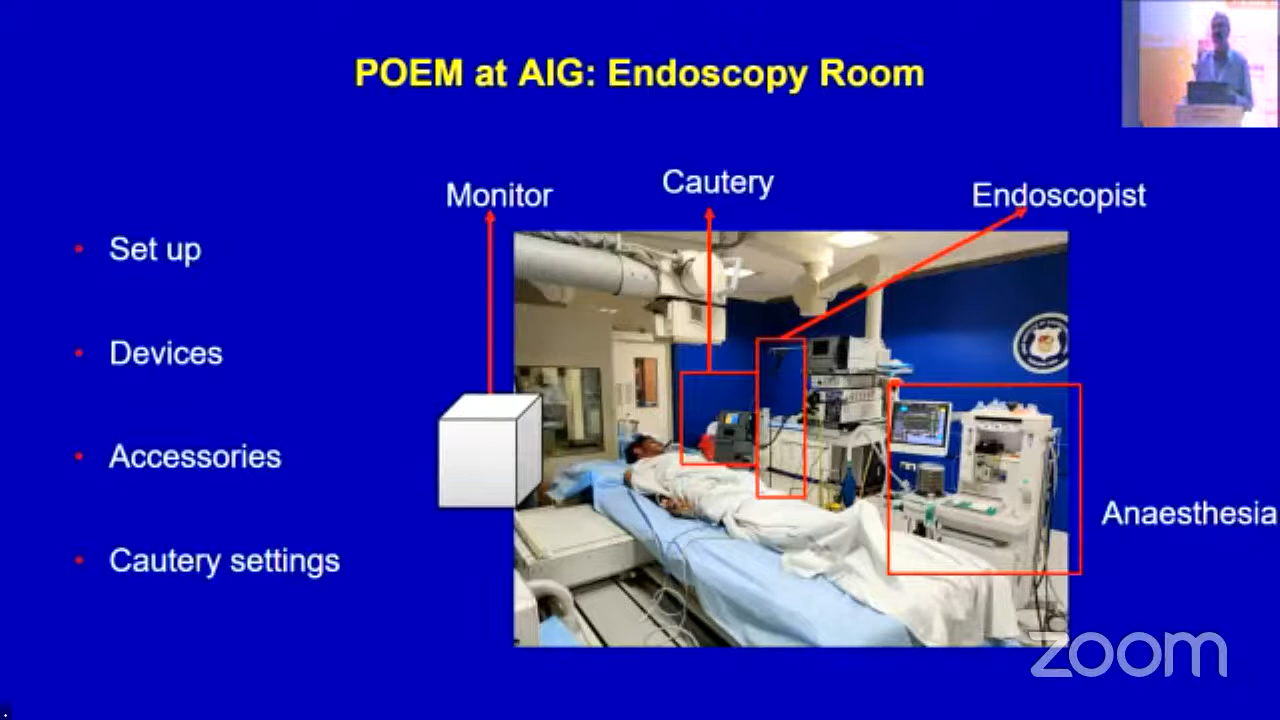 POEM at AIG: Endoscopy Room
Monitor
Cautery
Endoscopist
• Set up
• Devices
• Accessories
• Cautery settings
Anaesthesia
zoom